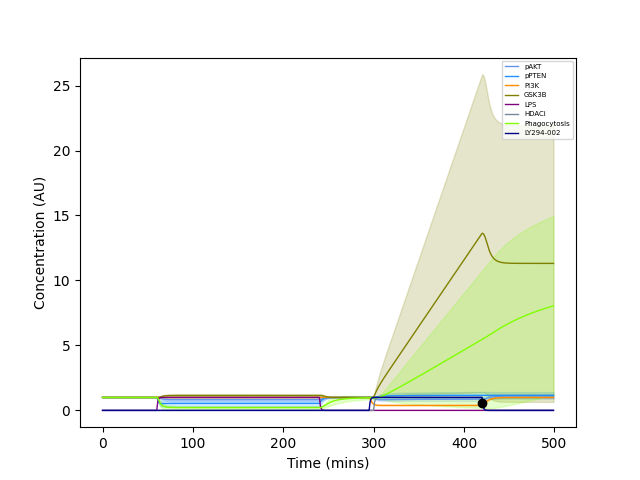 25
20
15
10
5
0
Concentration (AU)
pAKT
pPTEN
PI3K
GSK3B
LPS
HDACi
Phagocytosis
LY294-002
0 100 200 300 400 500
Time (mins)